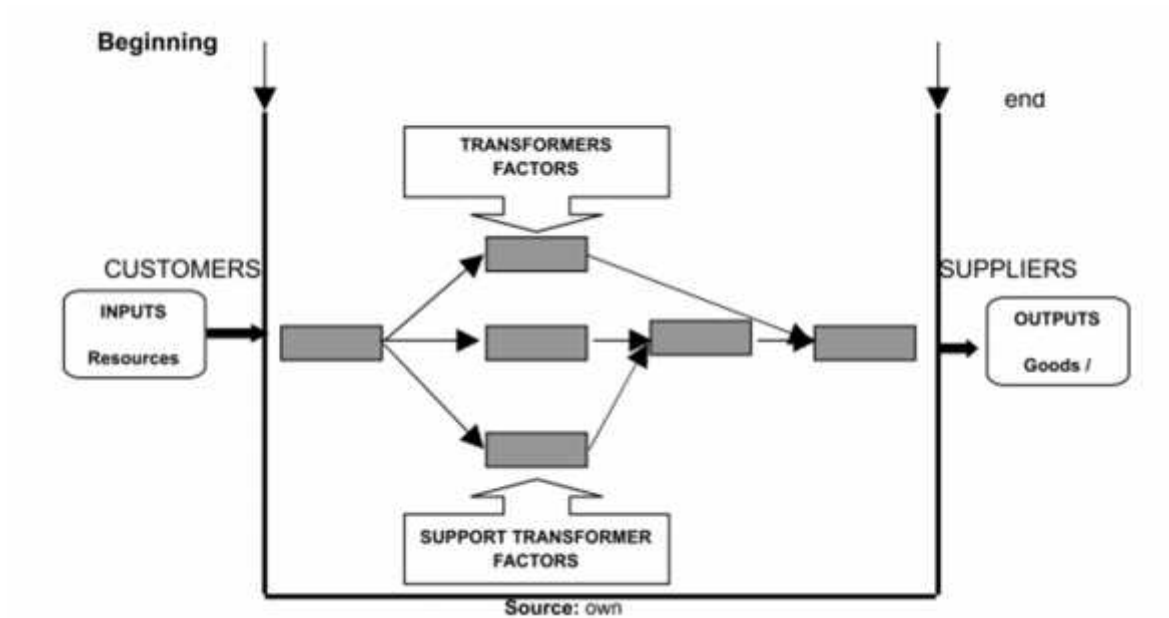 Beginning
end
TRANSFORMERS
FACTORS
CUSTOMERS
SUPPLIERS
INPUTS
Resources
OUTPUTS
Goods /
SUPPORT TRANSFORMER
FACTORS
Source: own